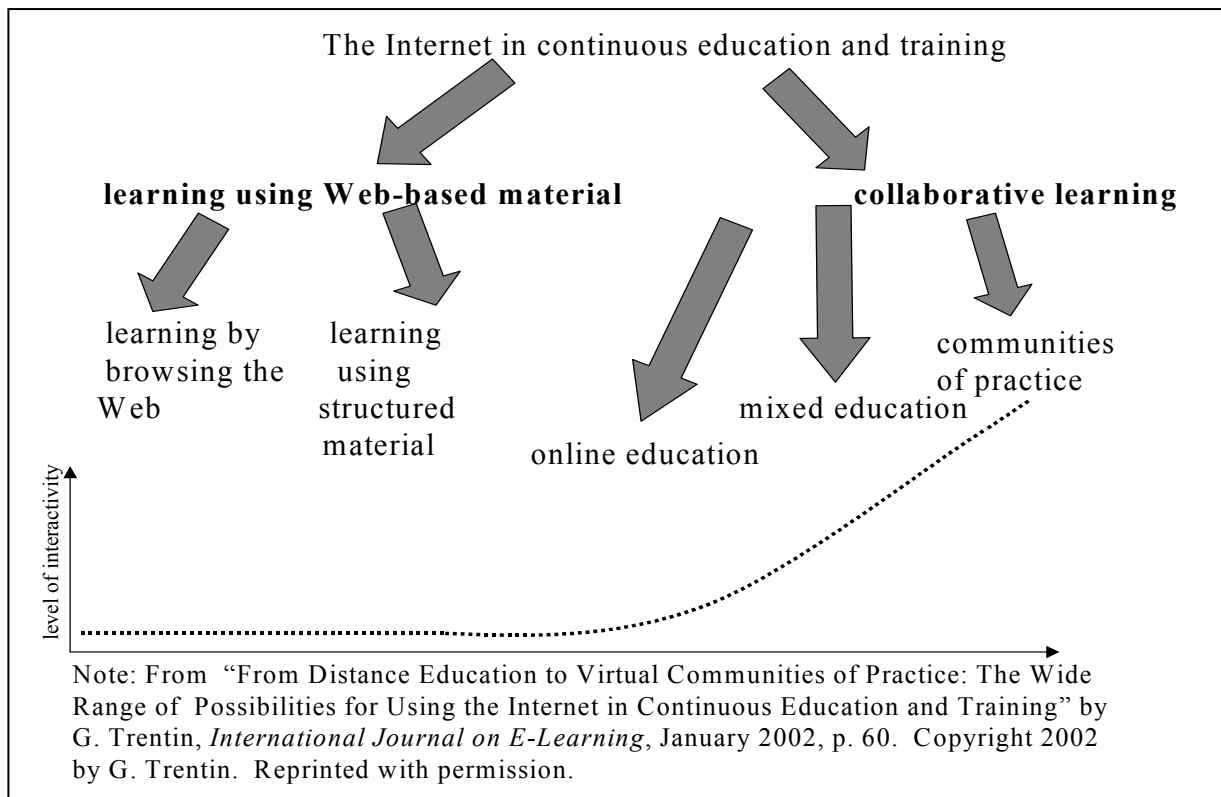 The Internet in continuous education and training
learning using Web-based material
collaborative learning
learning by
browsing the
Web
learning
using
structured
material
online education
mixed education
communities
of practice
level of interactivity
Note: From “From Distance Education to Virtual Communities of Practice: The Wide
Range of Possibilities for Using the Internet in Continuous Education and Training” by
G. Trentin, International Journal on E-Learning, January 2002, p. 60. Copyright 2002
by G. Trentin. Reprinted with permission.